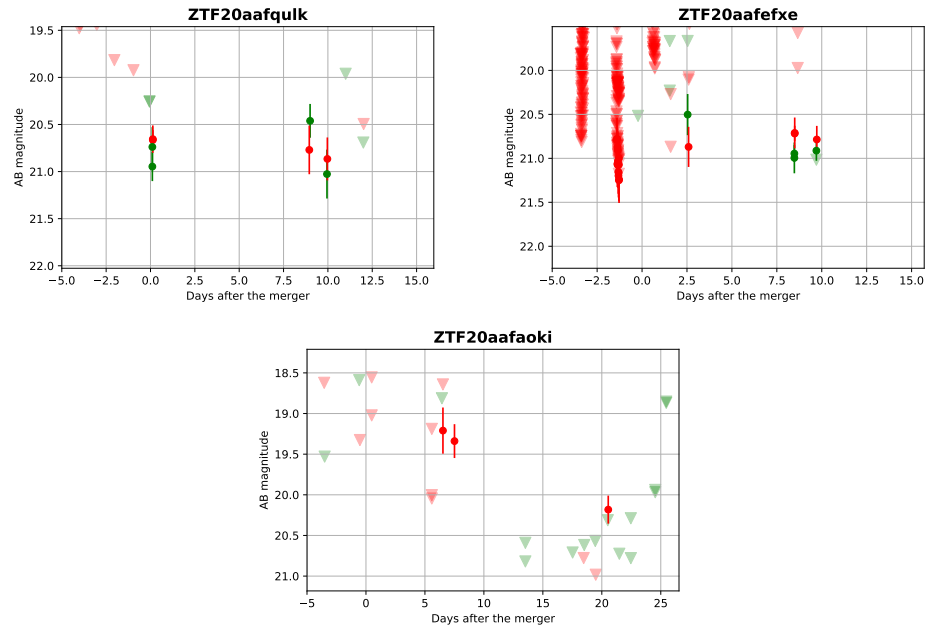 ZTF20aafqulk
19.5
20.0
20.5
21.0
21.5
22.0
AB magnitude
−5.0 −2.5 0.0 2.5 5.0 7.5 10.0 12.5 15.0
Days after the merger
ZTF20aafefxe
20.0
20.5
21.0
21.5
22.0
AB magnitude
−5.0 −2.5 0.0 2.5 5.0 7.5 10.0 12.5 15.0
Days after the merger
ZTF20aafaoki
18.5
19.0
19.5
20.0
20.5
21.0
AB magnitude
−5 0 5 10 15 20 25
Days after the merger